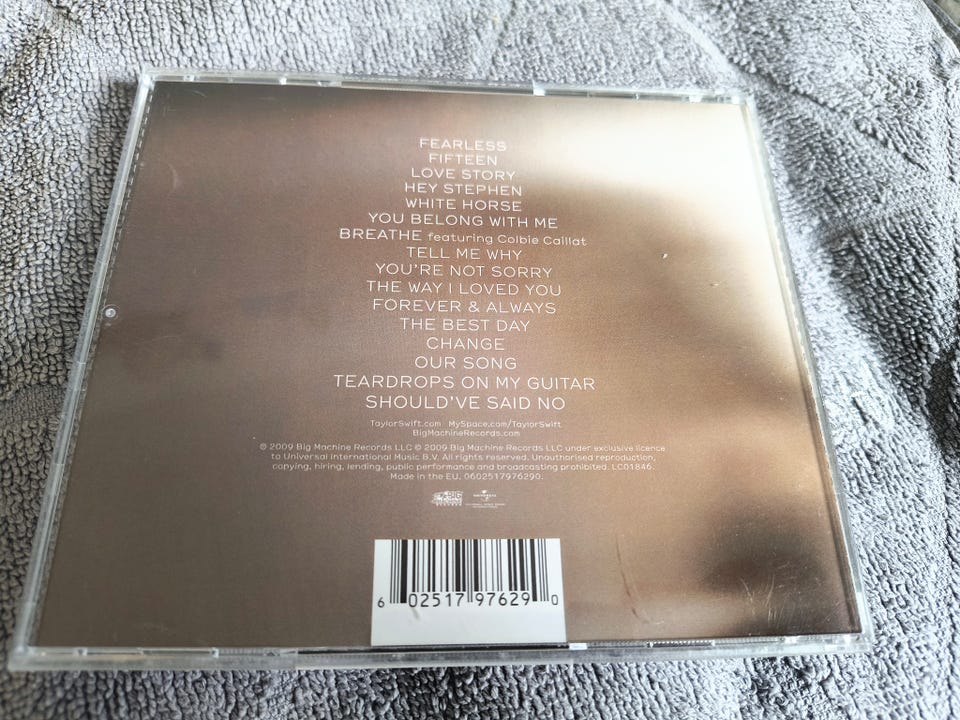 FEARLESS
FIFTEEN
LOVE STORY
HEY STEPHEN
WHITE HORSE
YOU BELONG WITH ME
BREATHE featuring Colbie Caillat
TELL ME WHY
YOU'RE NOT SORRY
THE WAY I LOVED YOU
FOREVER & ALWAYS
THE BEST DAY
CHANGE
OUR SONG
TEARDROPS ON MY GUITAR
SHOULD'VE SAID NO
TaylorSwift.com MySpace.com/TaylorSwift
BigMachineRecords.com
℗ 2009 Big Machine Records LLC © 2009 Big Machine Records LLC under exclusive licence
to Universal International Music B.V. All rights reserved. Unauthorised reproduction,
copying, hiring, lending, public performance and broadcasting prohibited. LC01846.
Made in the EU. 0602517976290.
BIG
6 02517 97629 0